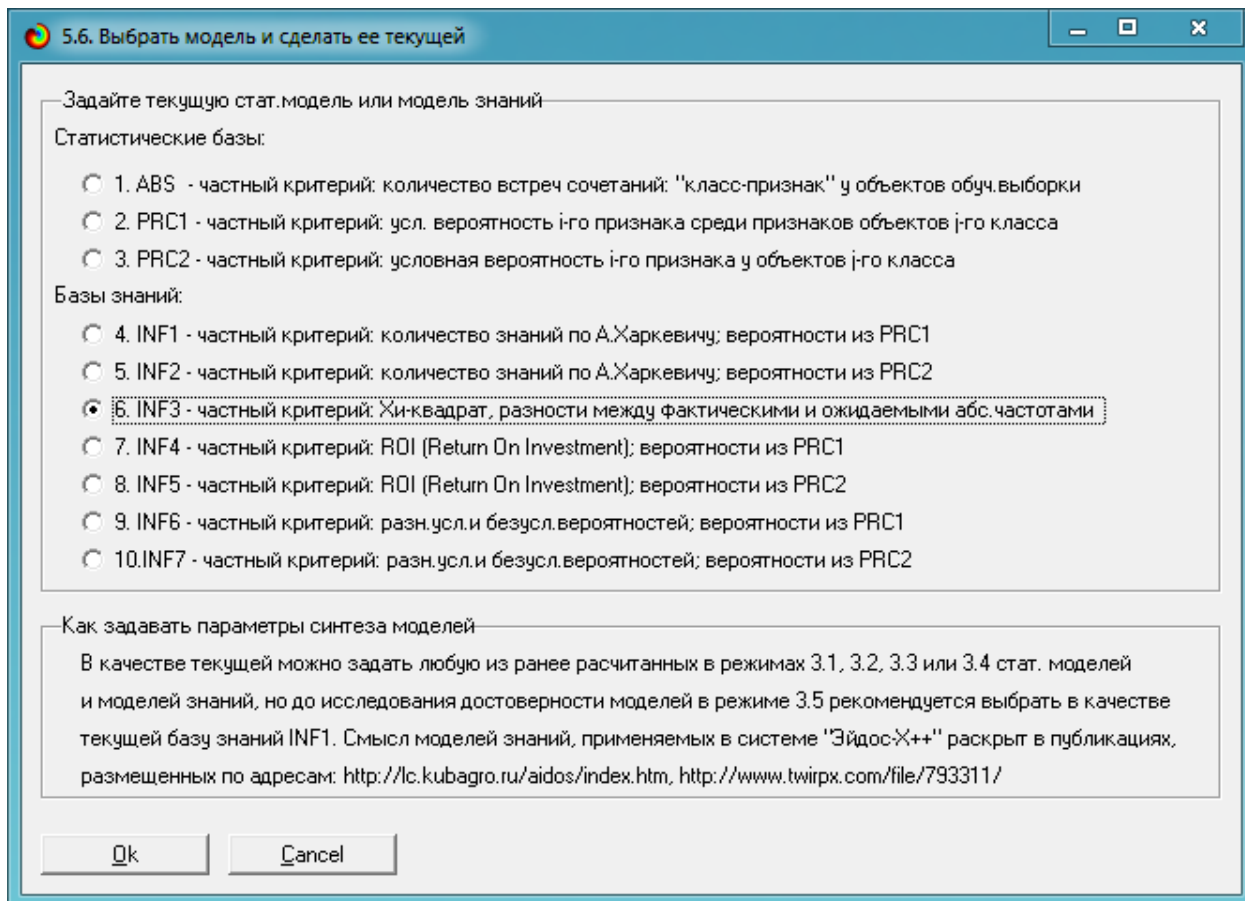 5.6. Выбрать модель и сделать ее текущей
Задайте текущую стат.модель или модель знаний
Статистические базы:
1. ABS - частный критерий: количество встреч сочетаний: "класс-признак" у объектов обуч.выборки
2. PRC1 - частный критерий: усл. вероятность i-го признака среди признаков объектов j-го класса
3. PRC2 - частный критерий: условная вероятность i-го признака у объектов j-го класса
Базы знаний:
4. INF1 - частный критерий: количество знаний по А.Харкевичу; вероятности из PRC1
5. INF2 - частный критерий: количество знаний по А.Харкевичу; вероятности из PRC2
6. INF3 - частный критерий: Хи-квадрат, разности между фактическими и ожидаемыми абс.частотами
7. INF4 - частный критерий: ROI (Return On Investment); вероятности из PRC1
8. INF5 - частный критерий: ROI (Return On Investment); вероятности из PRC2
9. INF6 - частный критерий: разн.усл.и безусл.вероятностей; вероятности из PRC1
10.INF7 - частный критерий: разн.усл.и безусл.вероятностей; вероятности из PRC2
Как задавать параметры синтеза моделей
В качестве текущей можно задать любую из ранее расчитанных в режимах 3.1, 3.2, 3.3 или 3.4 стат. моделей
и моделей знаний, но до исследования достоверности моделей в режиме 3.5 рекомендуется выбрать в качестве
текущей базу знаний INF1. Смысл моделей знаний, применяемых в системе "Эйдос-X++" раскрыт в публикациях,
размещенных по адресам: http://lc.kubagro.ru/aidos/index.htm, http://www.twirpx.com/file/793311/
Ok Cancel